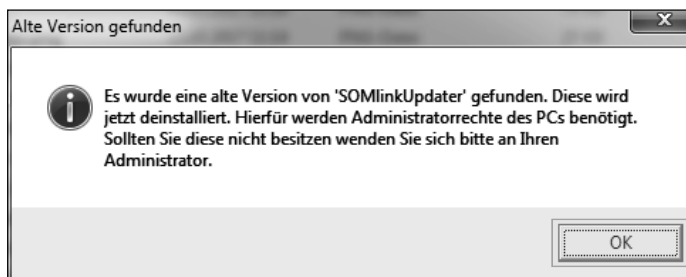 Alte Version gefunden
Es wurde eine alte Version von 'SOMlinkUpdater' gefunden. Diese wird
jetzt deinstalliert. Hierfür werden Administratorrechte des PCs benötigt.
Sollten Sie diese nicht besitzen wenden Sie sich bitte an Ihren
Administrator.
OK